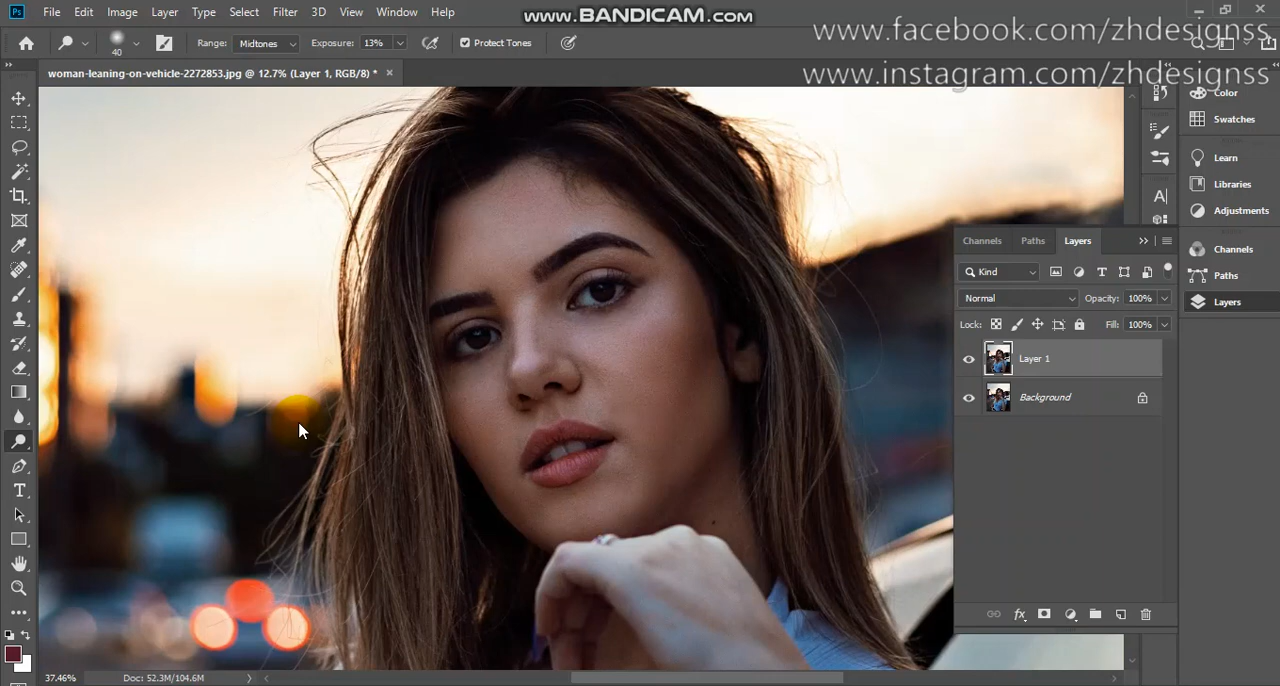 Ps File Edit Image Layer Type Select Filter 3D View Window Help
www.BANDICAM.com
www.facebook.com/zhdesignss
40 Range: Midtones Exposure: 13% Protect Tones
woman-leaning-on-vehicle-2272853.jpg @ 12.7% (Layer 1, RGB/8) * ×
www.instagram.com/zhdesignss
Color
Swatches
Learn
Libraries
Adjustments
Channels
Paths
Layers
Channels Paths Layers
Kind
Normal Opacity: 100%
Lock: Fill: 100%
Layer 1
Background
fx
37.46% Doc: 52.3M/104.6M